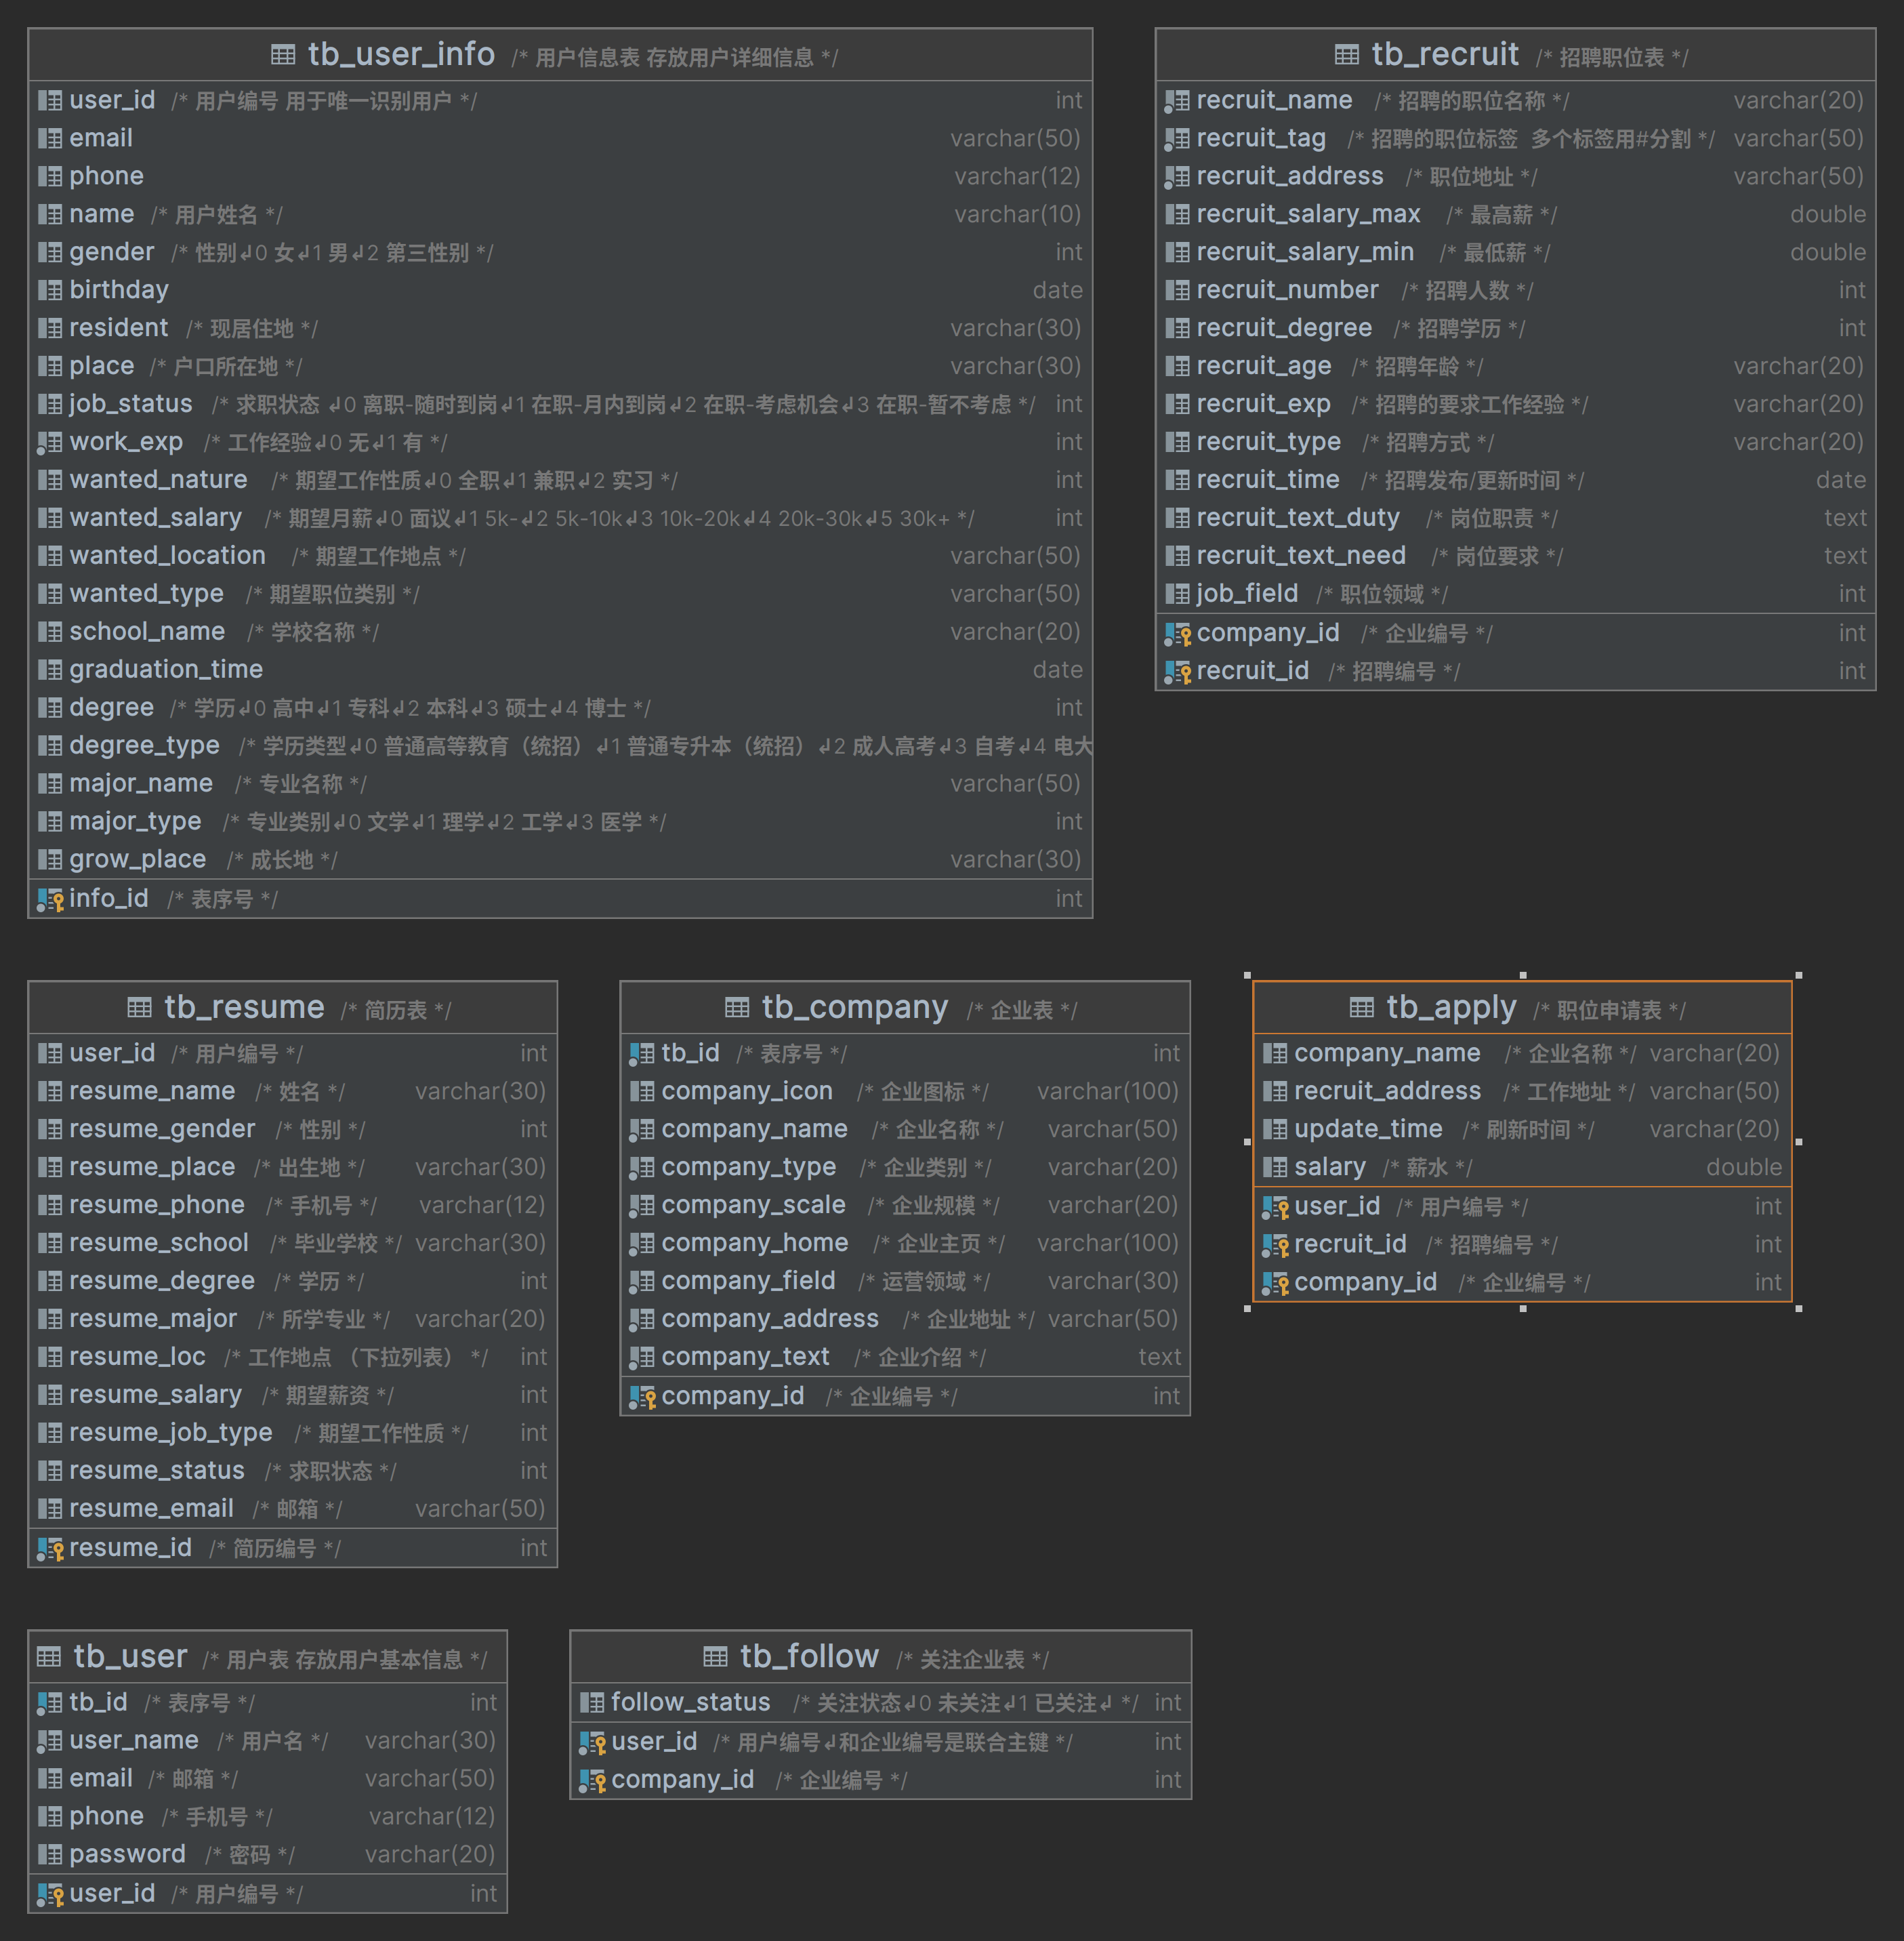 tb_user_info /* 用户信息表 存放用户详细信息 */
user_id /* 用户编号 用于唯一识别用户 */ int
email varchar(50)
phone varchar(12)
name /* 用户姓名 */ varchar(10)
gender /* 性别↲0 女↲1 男↲2 第三性别 */ int
birthday date
resident /* 现居住地 */ varchar(30)
place /* 户口所在地 */ varchar(30)
job_status /* 求职状态 ↲0 离职-随时到岗↲1 在职-月内到岗↲2 在职-考虑机会↲3 在职-暂不考虑 */ int
work_exp /* 工作经验↲0 无↲1 有 */ int
wanted_nature /* 期望工作性质↲0 全职↲1 兼职↲2 实习 */ int
wanted_salary /* 期望月薪↲0 面议↲1 5k-↲2 5k-10k↲3 10k-20k↲4 20k-30k↲5 30k+ */ int
wanted_location /* 期望工作地点 */ varchar(50)
wanted_type /* 期望职位类别 */ varchar(50)
school_name /* 学校名称 */ varchar(20)
graduation_time date
degree /* 学历↲0 高中↲1 专科↲2 本科↲3 硕士↲4 博士 */ int
degree_type /* 学历类型↲0 普通高等教育（统招）↲1 普通专升本（统招）↲2 成人高考↲3 自考↲4 电大
major_name /* 专业名称 */ varchar(50)
major_type /* 专业类别↲0 文学↲1 理学↲2 工学↲3 医学 */ int
grow_place /* 成长地 */ varchar(30)
info_id /* 表序号 */ int
tb_recruit /* 招聘职位表 */
recruit_name /* 招聘的职位名称 */ varchar(20)
recruit_tag /* 招聘的职位标签 多个标签用#分割 */ varchar(50)
recruit_address /* 职位地址 */ varchar(50)
recruit_salary_max /* 最高薪 */ double
recruit_salary_min /* 最低薪 */ double
recruit_number /* 招聘人数 */ int
recruit_degree /* 招聘学历 */ int
recruit_age /* 招聘年龄 */ varchar(20)
recruit_exp /* 招聘的要求工作经验 */ varchar(20)
recruit_type /* 招聘方式 */ varchar(20)
recruit_time /* 招聘发布/更新时间 */ date
recruit_text_duty /* 岗位职责 */ text
recruit_text_need /* 岗位要求 */ text
job_field /* 职位领域 */ int
company_id /* 企业编号 */ int
recruit_id /* 招聘编号 */ int
tb_resume /* 简历表 */
user_id /* 用户编号 */ int
resume_name /* 姓名 */ varchar(30)
resume_gender /* 性别 */ int
resume_place /* 出生地 */ varchar(30)
resume_phone /* 手机号 */ varchar(12)
resume_school /* 毕业学校 */ varchar(30)
resume_degree /* 学历 */ int
resume_major /* 所学专业 */ varchar(20)
resume_loc /* 工作地点 （下拉列表） */ int
resume_salary /* 期望薪资 */ int
resume_job_type /* 期望工作性质 */ int
resume_status /* 求职状态 */ int
resume_email /* 邮箱 */ varchar(50)
resume_id /* 简历编号 */ int
tb_company /* 企业表 */
tb_id /* 表序号 */ int
company_icon /* 企业图标 */ varchar(100)
company_name /* 企业名称 */ varchar(50)
company_type /* 企业类别 */ varchar(20)
company_scale /* 企业规模 */ varchar(20)
company_home /* 企业主页 */ varchar(100)
company_field /* 运营领域 */ varchar(30)
company_address /* 企业地址 */ varchar(50)
company_text /* 企业介绍 */ text
company_id /* 企业编号 */ int
tb_apply /* 职位申请表 */
company_name /* 企业名称 */ varchar(20)
recruit_address /* 工作地址 */ varchar(50)
update_time /* 刷新时间 */ varchar(20)
salary /* 薪水 */ double
user_id /* 用户编号 */ int
recruit_id /* 招聘编号 */ int
company_id /* 企业编号 */ int
tb_user /* 用户表 存放用户基本信息 */
tb_id /* 表序号 */ int
user_name /* 用户名 */ varchar(30)
email /* 邮箱 */ varchar(50)
phone /* 手机号 */ varchar(12)
password /* 密码 */ varchar(20)
user_id /* 用户编号 */ int
tb_follow /* 关注企业表 */
follow_status /* 关注状态↲0 未关注↲1 已关注↲ */ int
user_id /* 用户编号↲和企业编号是联合主键 */ int
company_id /* 企业编号 */ int